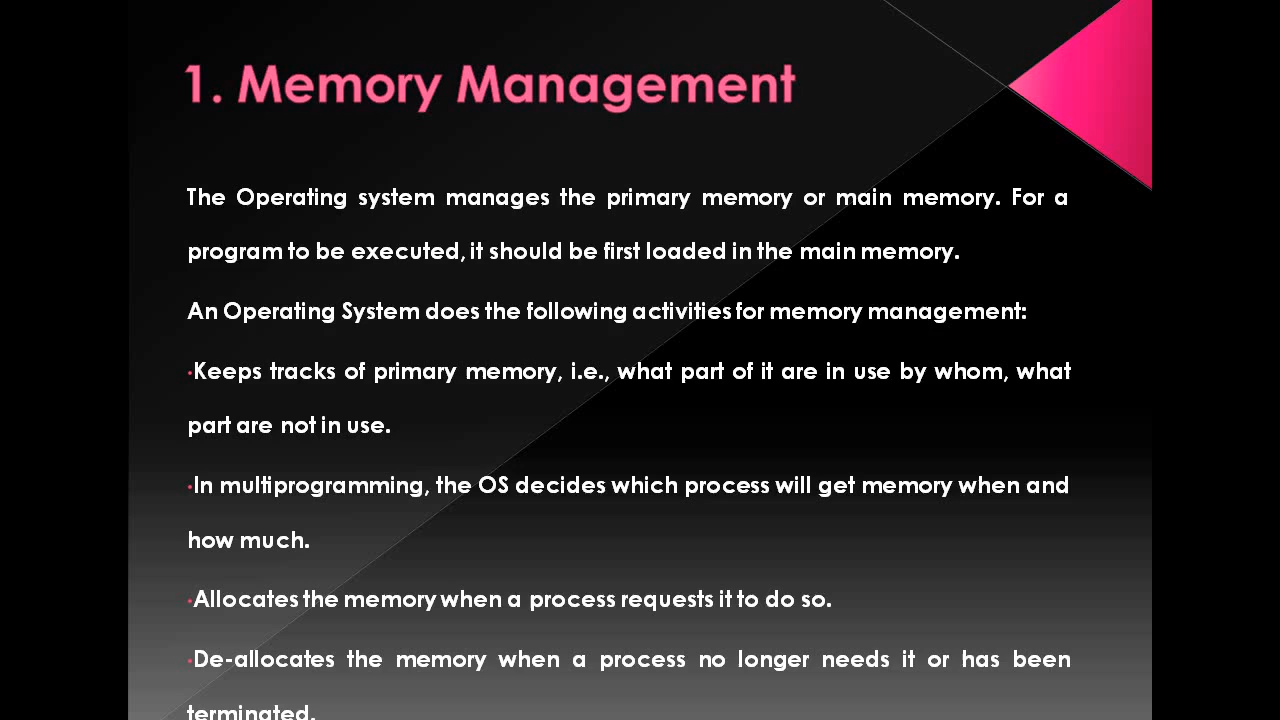 1. Memory Management
The Operating system manages the primary memory or main memory. For a
program to be executed, it should be first loaded in the main memory.
An Operating System does the following activities for memory management:
•Keeps tracks of primary memory, i.e., what part of it are in use by whom, what
part are not in use.
•In multiprogramming, the OS decides which process will get memory when and
how much.
•Allocates the memory when a process requests it to do so.
•De-allocates the memory when a process no longer needs it or has been
terminated.